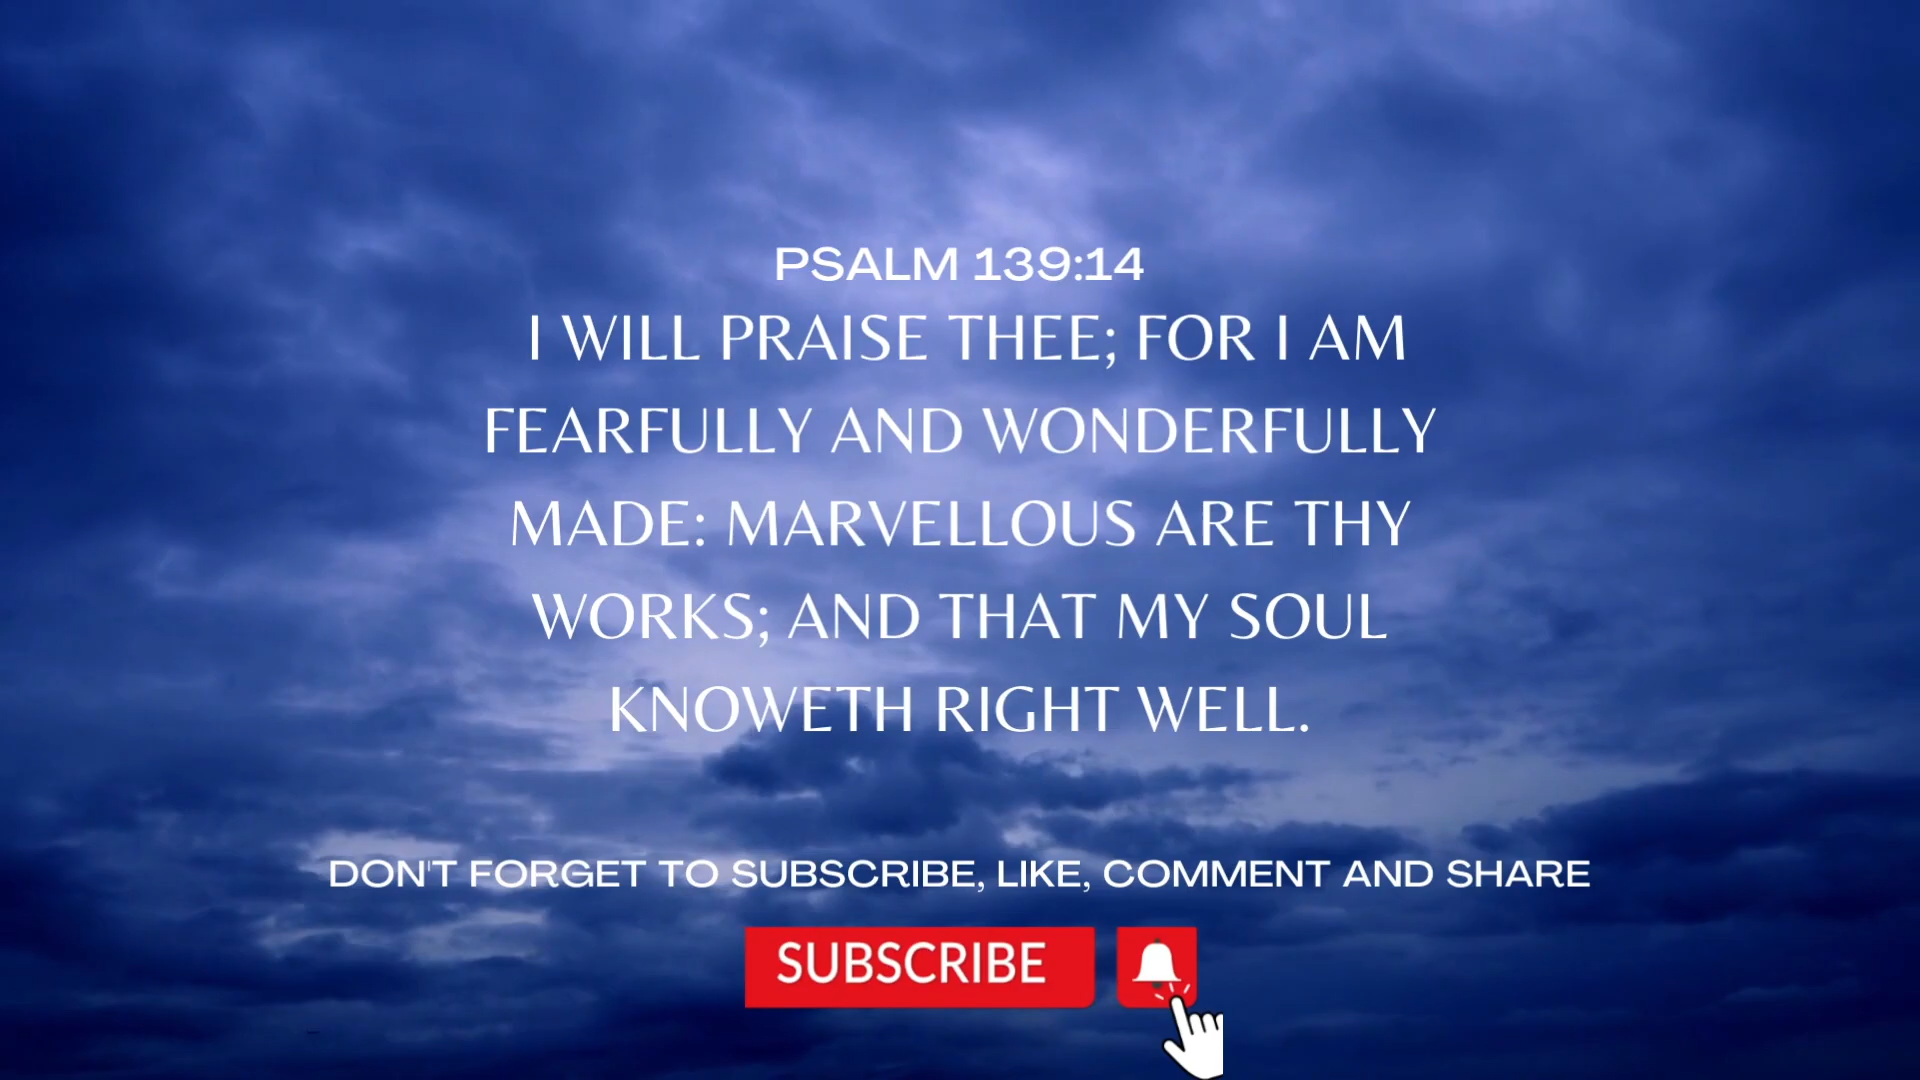 PSALM 139:14
I WILL PRAISE THEE; FOR I AM
FEARFULLY AND WONDERFULLY
MADE: MARVELLOUS ARE THY
WORKS; AND THAT MY SOUL
KNOWETH RIGHT WELL.
DON'T FORGET TO SUBSCRIBE, LIKE, COMMENT AND SHARE
SUBSCRIBE